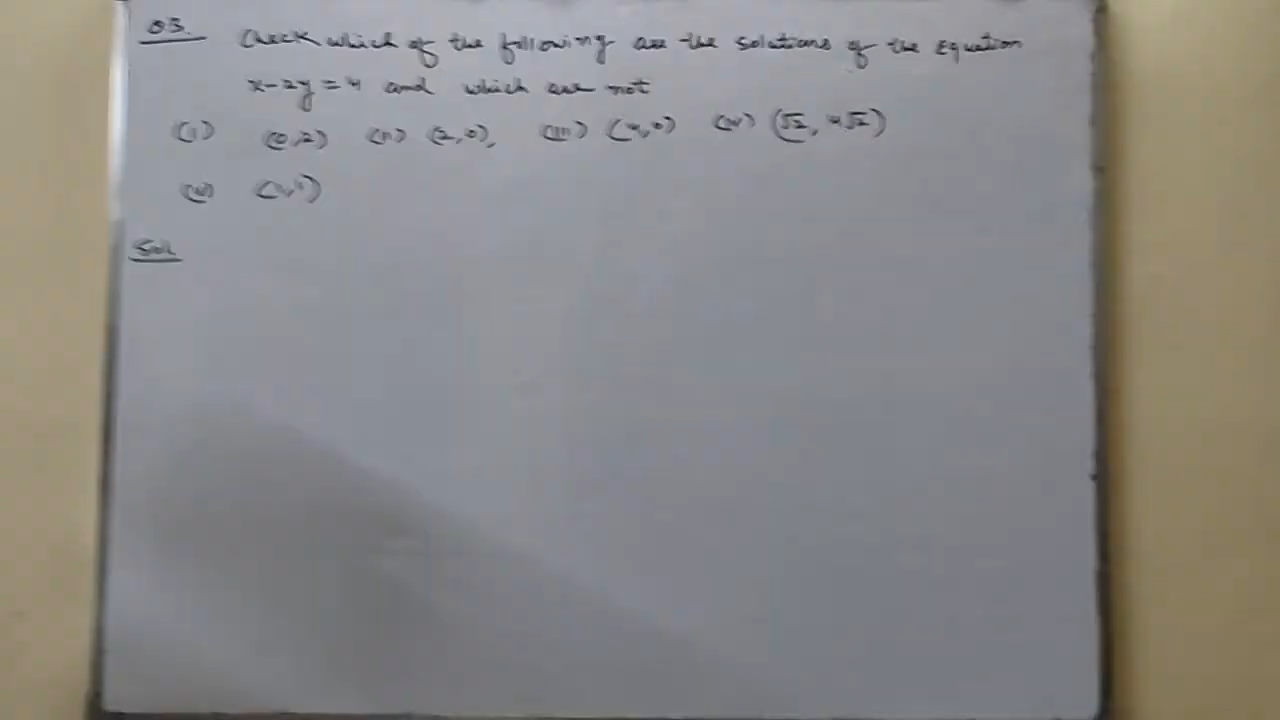 Q3. Check which of the following are the solutions of the Equation
x-2y=4 and which are not
(i) (0,2) (ii) (2,0), (iii) (4,0) (iv) (√2, 4√2)
(v) (1,1)
Sol